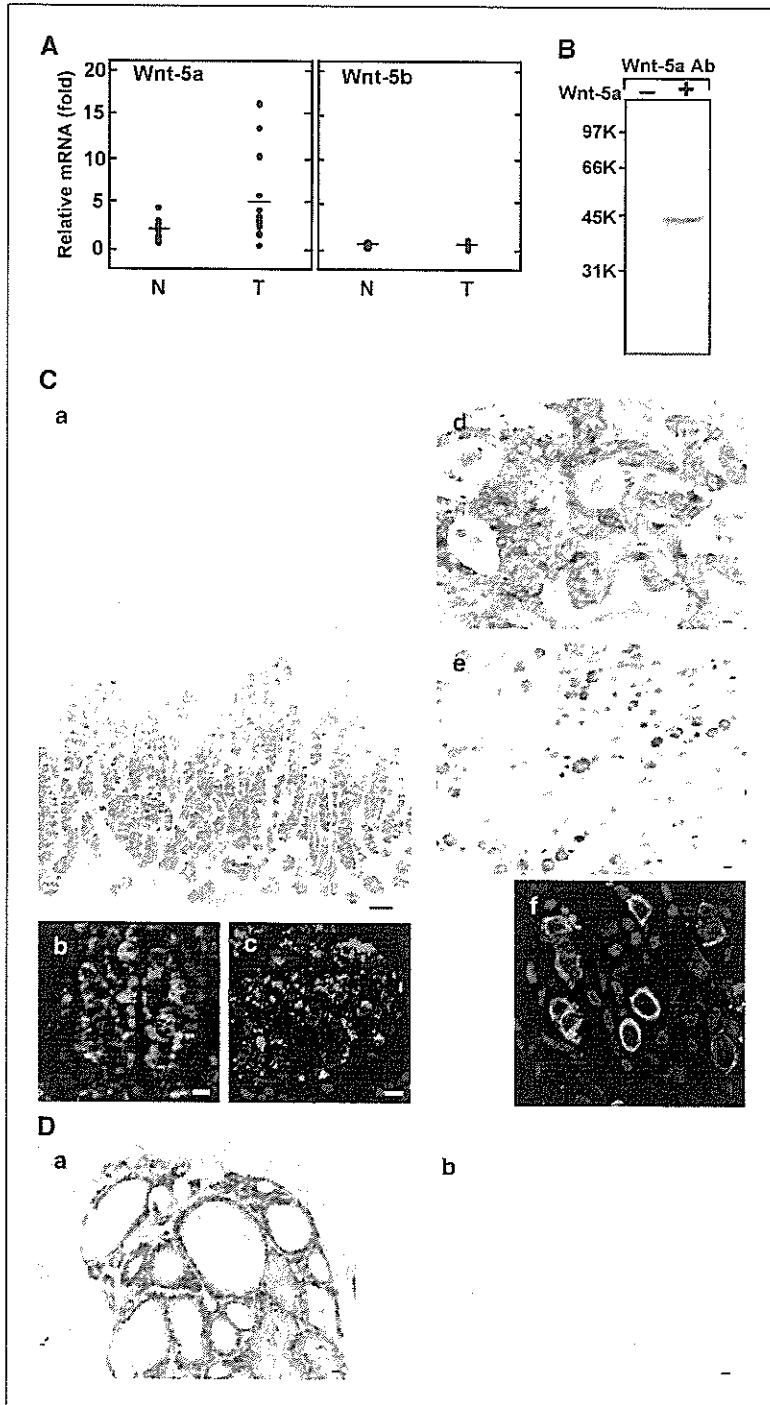 A
Wnt-5a
Wnt-5b
Relative mRNA (fold)
20
15
10
5
0
N
T
N
T
B
Wnt-5a Ab
Wnt-5a − +
97K
66K
45K
31K
C
a
b
c
d
e
f
D
a
b